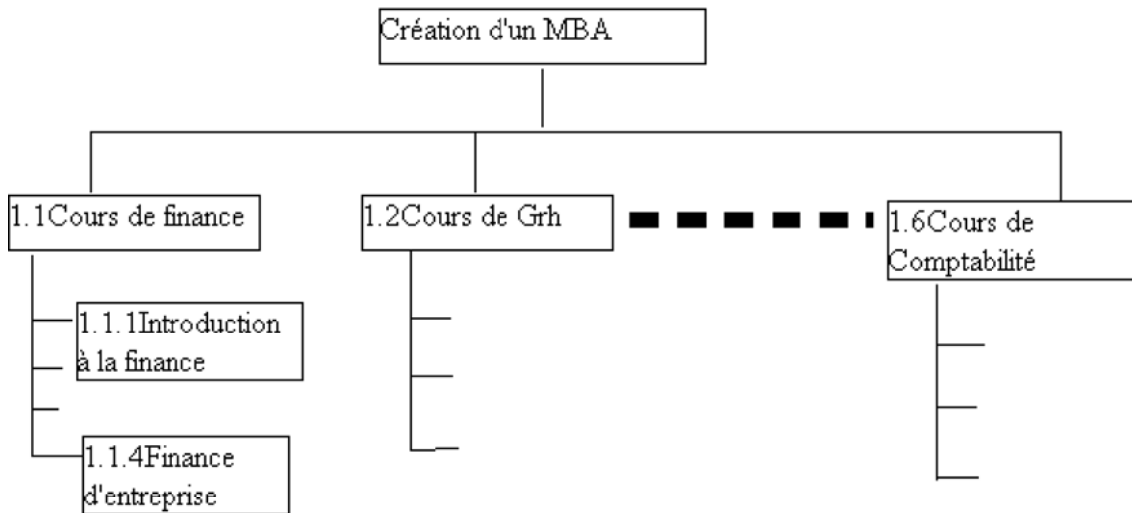 Création d'un MBA
1.1Cours de finance
1.2Cours de Grh
1.6Cours de
Comptabilité
1.1.1Introduction
à la finance
1.1.4Finance
d'entreprise